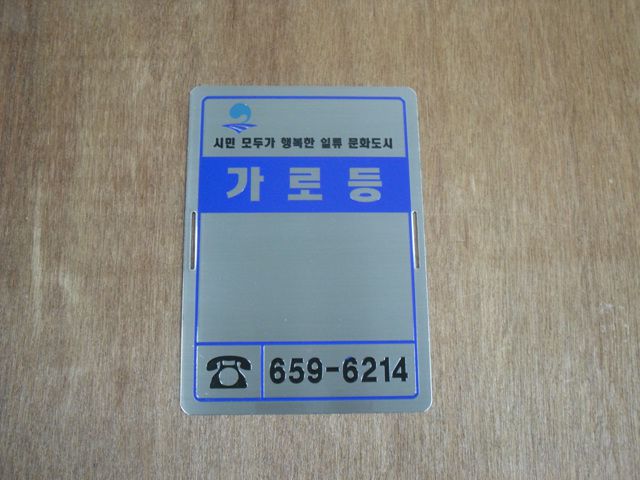 시민 모두가 행복한 일류 문화도시
가로등
659-6214